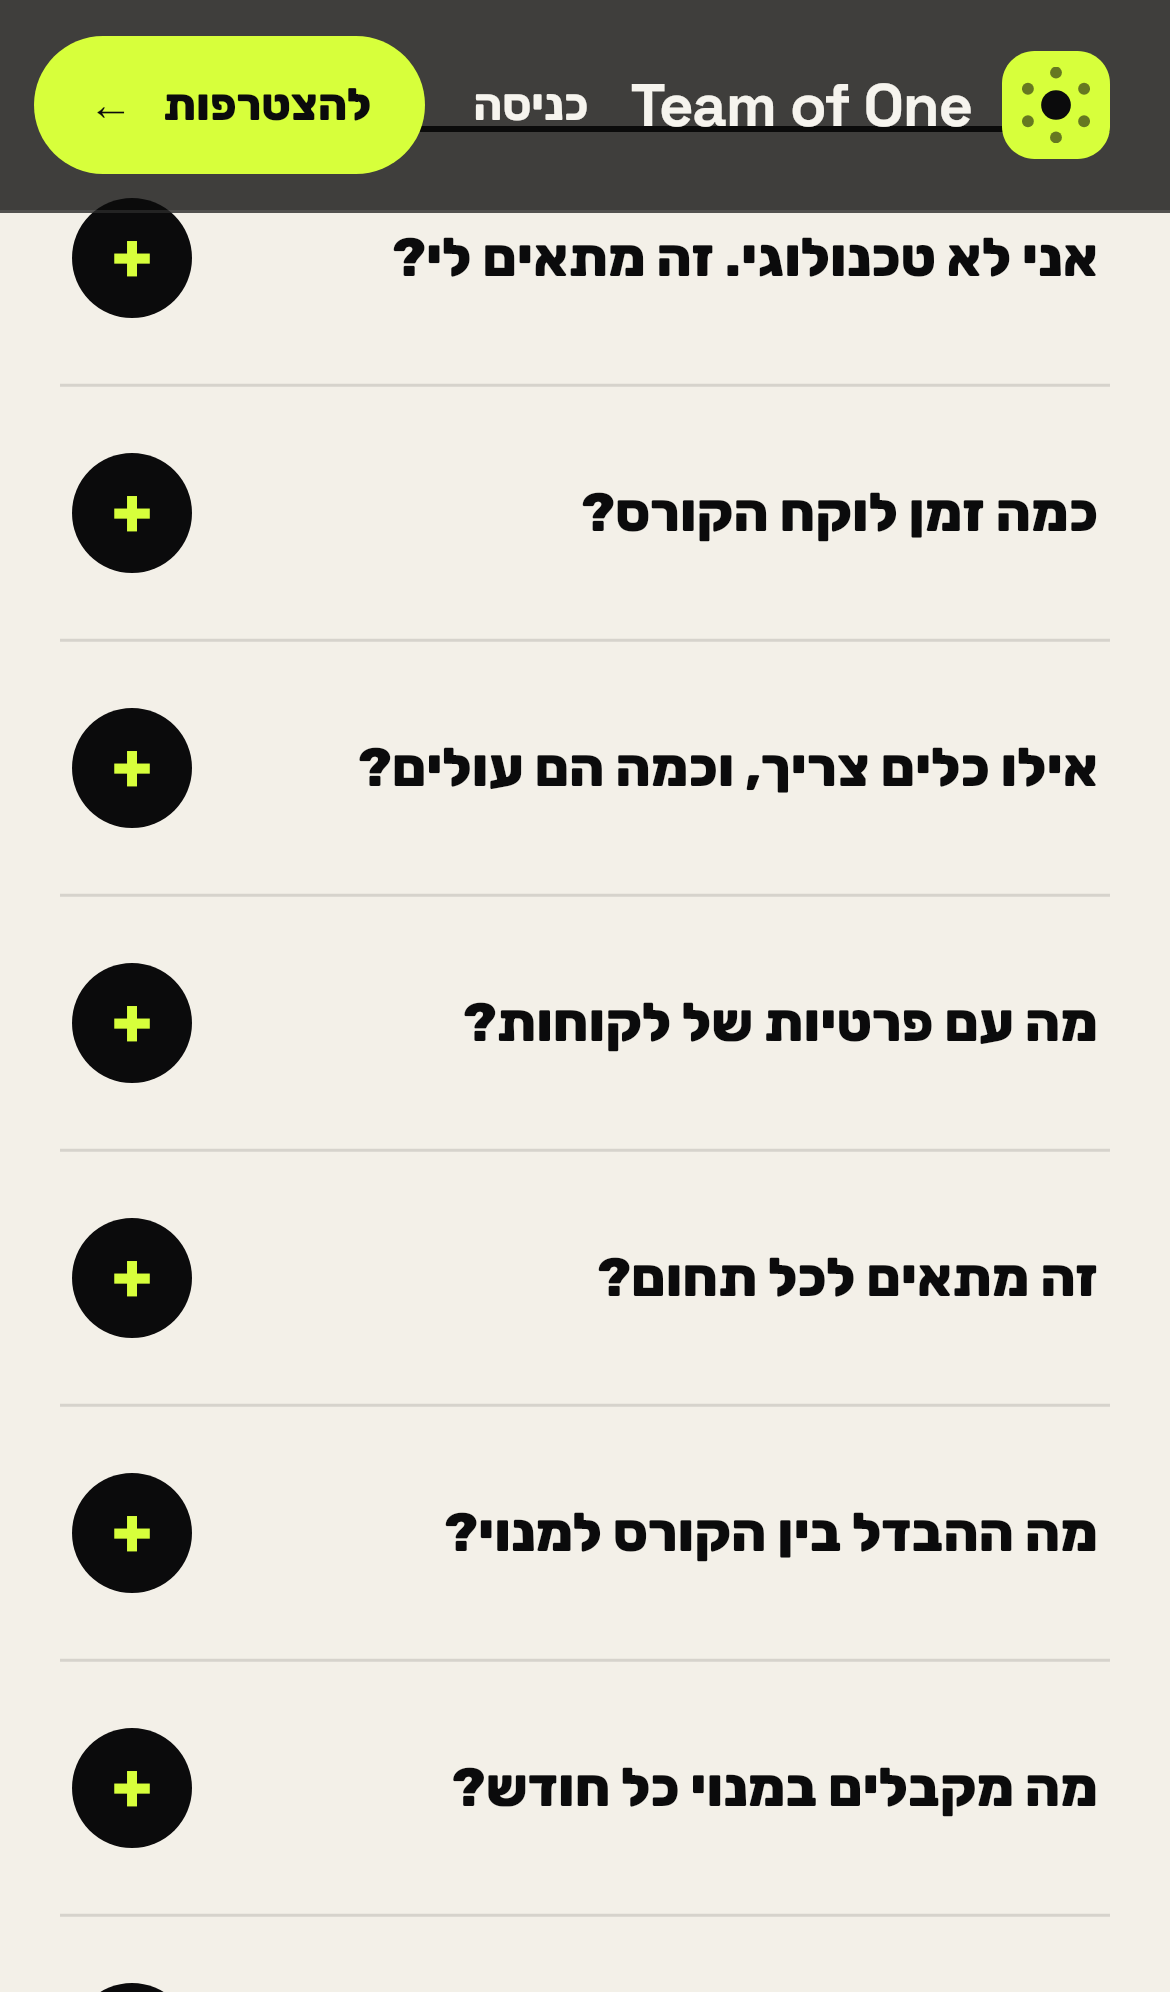 Team of One
כניסה
להצטרפות ←
אני לא טכנולוגי. זה מתאים לי?
כמה זמן לוקח הקורס?
אילו כלים צריך, וכמה הם עולים?
מה עם פרטיות של לקוחות?
זה מתאים לכל תחום?
מה ההבדל בין הקורס למנוי?
מה מקבלים במנוי כל חודש?